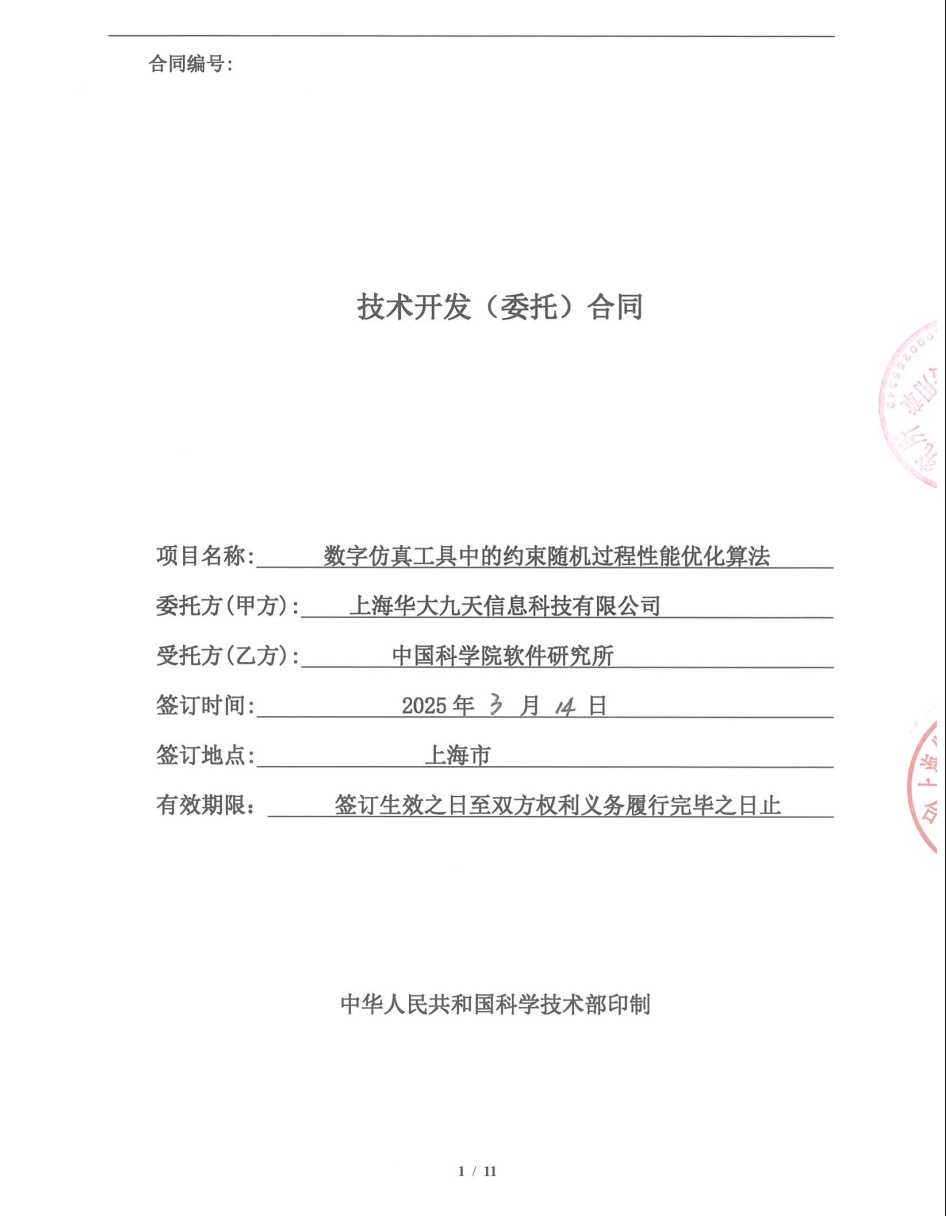 合同编号:
技术开发（委托）合同
项目名称: 数字仿真工具中的约束随机过程性能优化算法
委托方(甲方): 上海华大九天信息科技有限公司
受托方(乙方): 中国科学院软件研究所
签订时间: 2025 年 3 月 14 日
签订地点: 上海市
有效期限: 签订生效之日至双方权利义务履行完毕之日止
中华人民共和国科学技术部印制
1 / 11